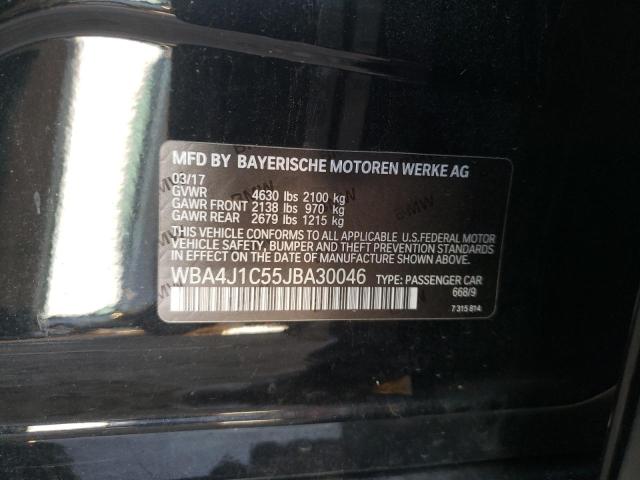 MFD BY BAYERISCHE MOTOREN WERKE AG
03/17
GVWR 4630 lbs 2100 kg
GAWR FRONT 2138 lbs 970 kg
GAWR REAR 2679 lbs 1215 kg
THIS VEHICLE CONFORMS TO ALL APPLICABLE U.S.FEDERAL MOTOR
VEHICLE SAFETY, BUMPER AND THEFT PREVENTION STANDARDS
IN EFFECT ON THE DATE OF MANUFACTURE SHOWN ABOVE.
WBA4J1C55JBA30046 TYPE: PASSENGER CAR
668/9
7 315 814